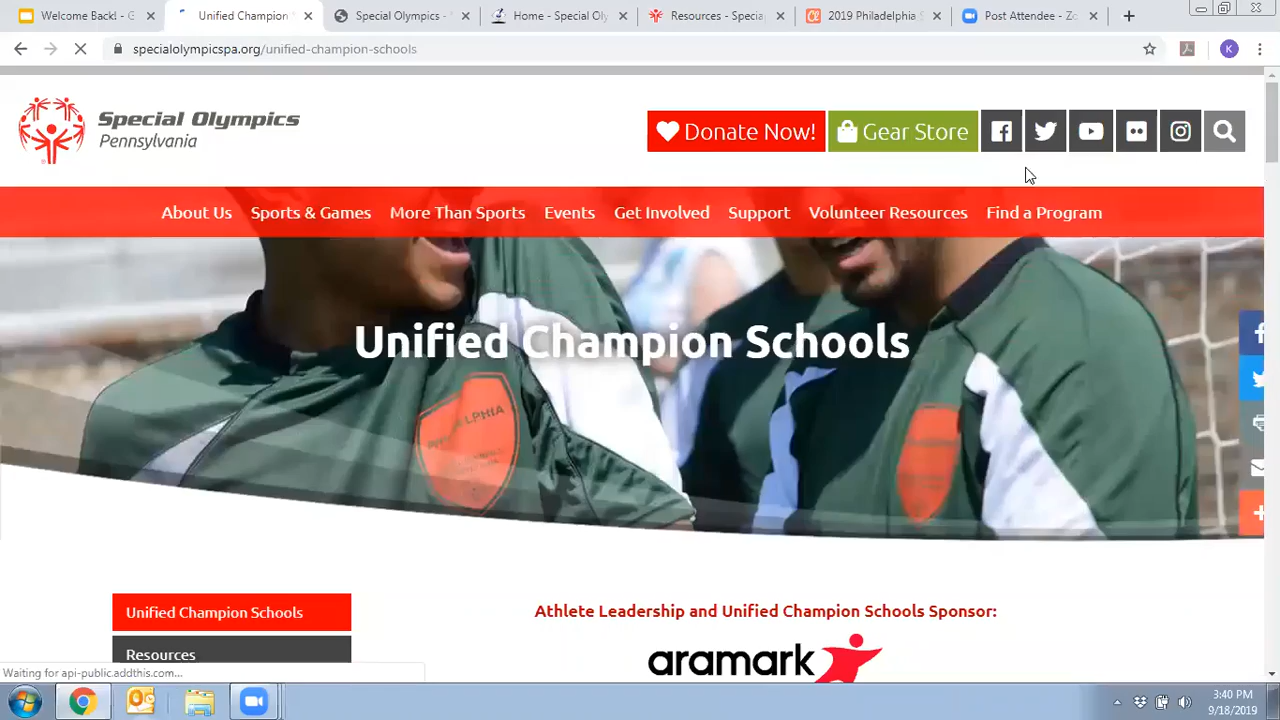 Welcome Back! - G
Unified Champion
Special Olympics -
Home - Special Oly
Resources - Specia
2019 Philadelphia S
Post Attendee - Zo
specialolympicspa.org/unified-champion-schools
K
Special Olympics
Pennsylvania
Donate Now!
Gear Store
About Us
Sports & Games
More Than Sports
Events
Get Involved
Support
Volunteer Resources
Find a Program
Unified Champion Schools
Unified Champion Schools
Resources
Athlete Leadership and Unified Champion Schools Sponsor:
aramark
Waiting for api-public.addthis.com...
3:40 PM
9/18/2019